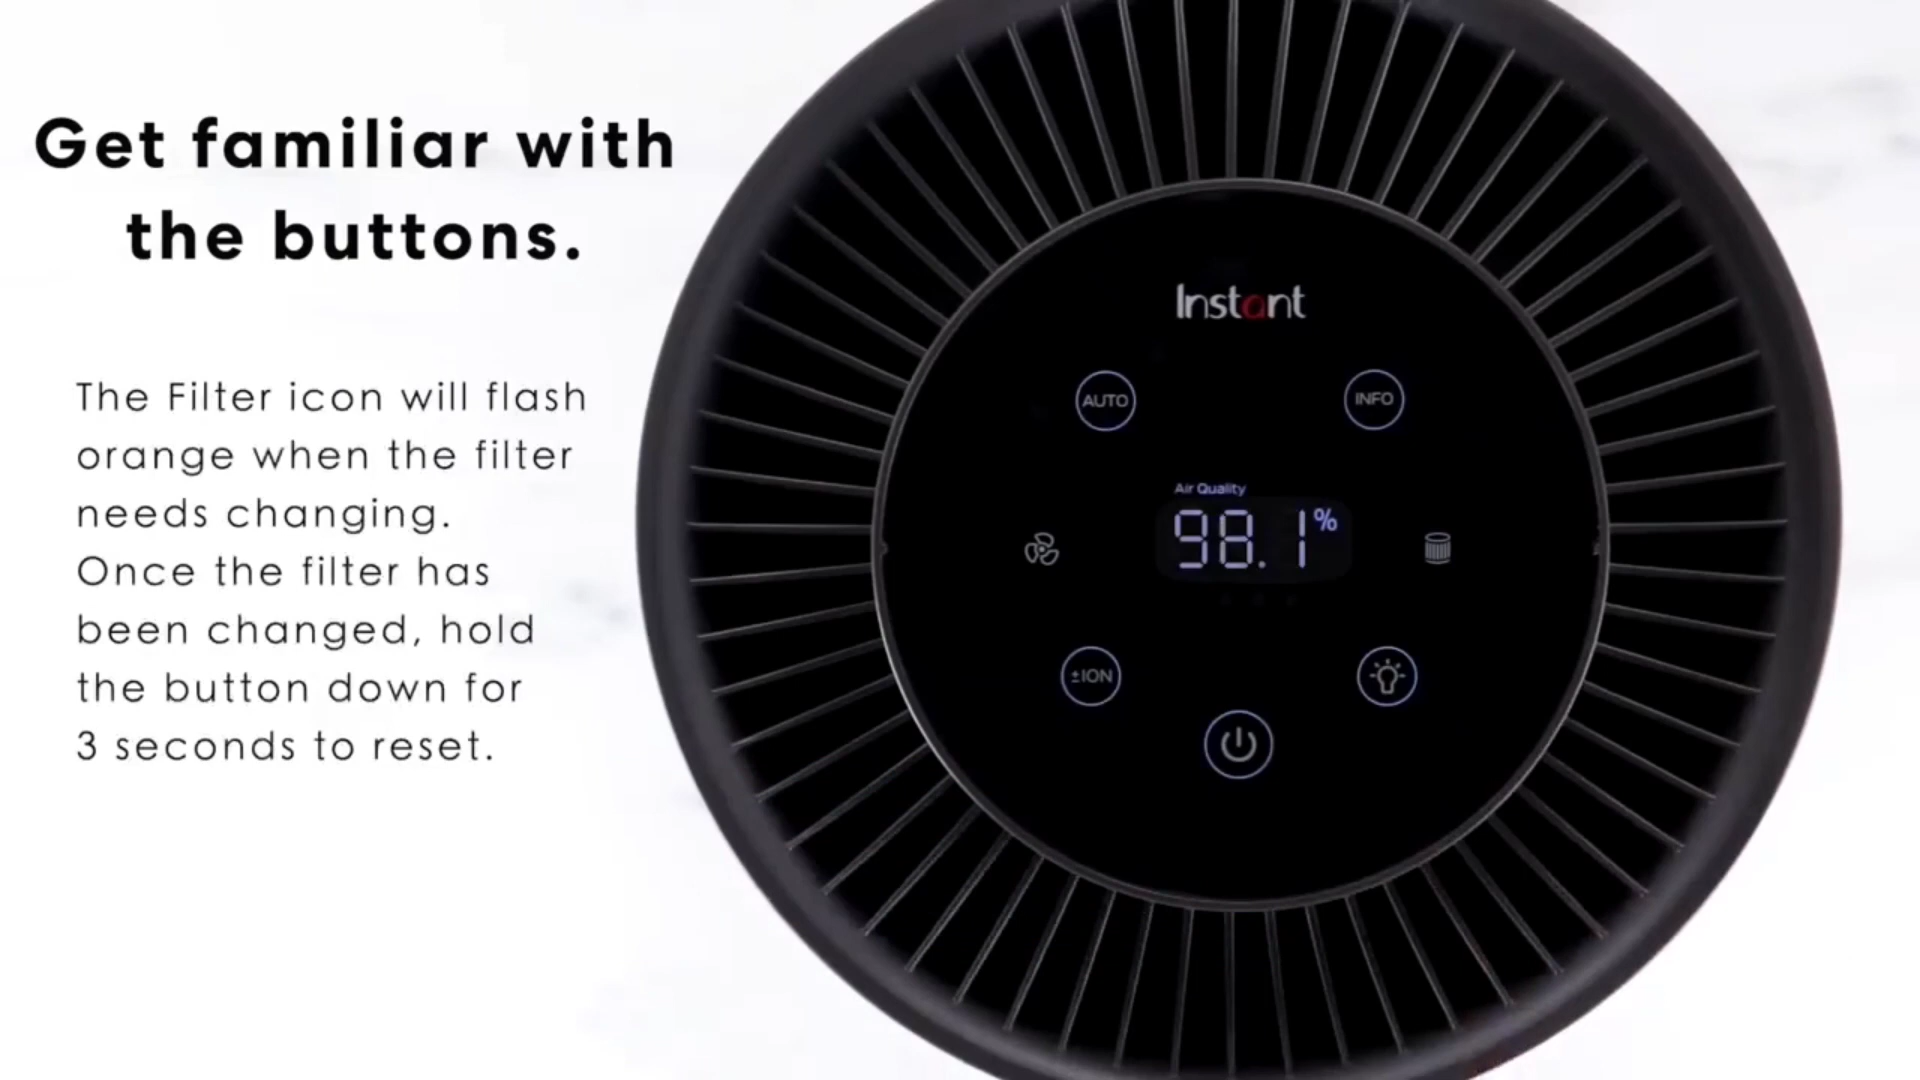 Get familiar with
the buttons.
The Filter icon will flash
orange when the filter
needs changing.
Once the filter has
been changed, hold
the button down for
3 seconds to reset.
Instant
AUTO
INFO
Air Quality
98.1%
±ION